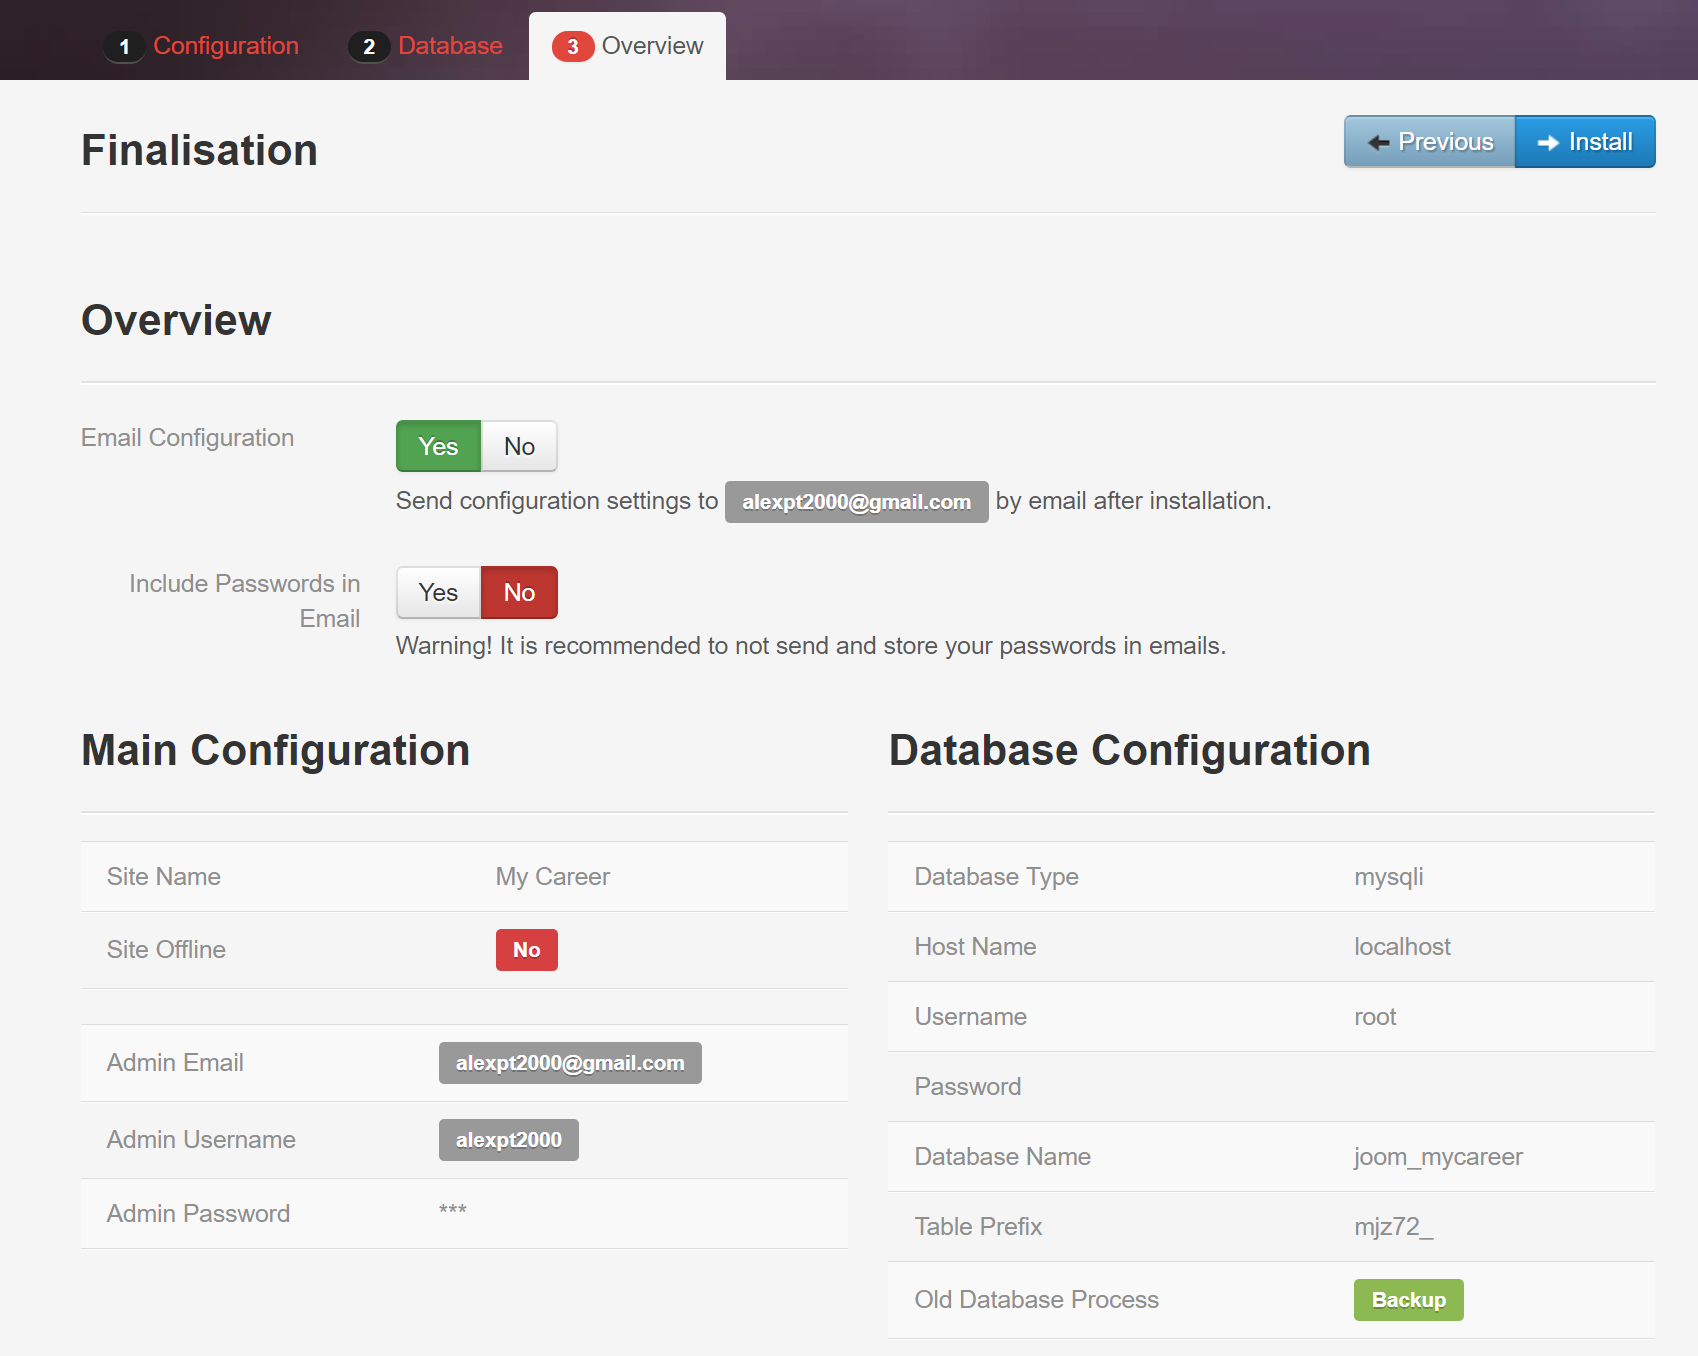 1 Configuration 2 Database 3 Overview
Finalisation
Previous Install
Overview
Email Configuration Yes No
Send configuration settings to alexpt2000@gmail.com by email after installation.
Include Passwords in
Email
Yes No
Warning! It is recommended to not send and store your passwords in emails.
Main Configuration
Site Name My Career
Site Offline No
Admin Email alexpt2000@gmail.com
Admin Username alexpt2000
Admin Password ***
Database Configuration
Database Type mysqli
Host Name localhost
Username root
Password
Database Name joom_mycareer
Table Prefix mjz72_
Old Database Process Backup